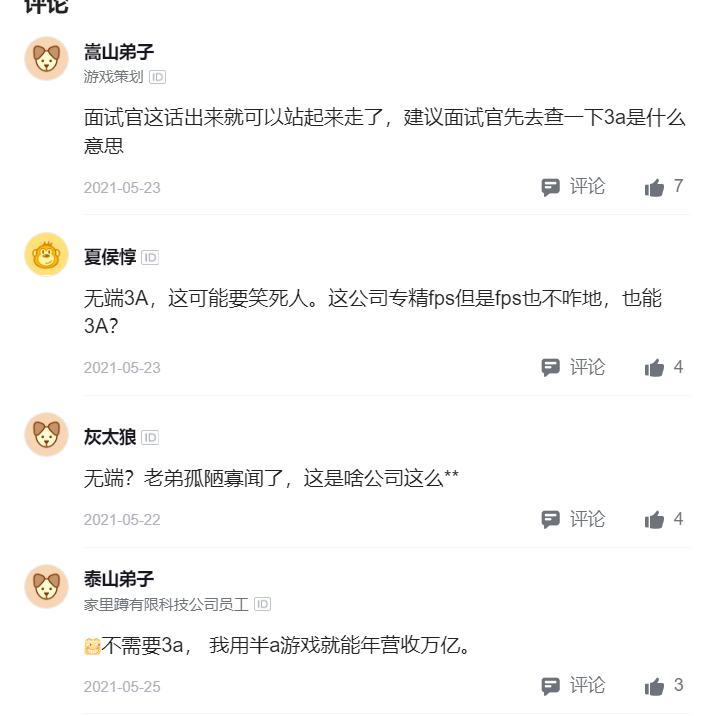 评论
嵩山弟子
游戏策划 ID
面试官这话出来就可以站起来走了，建议面试官先去查一下3a是什么
意思
2021-05-23 评论 7
夏侯惇 ID
无端3A，这可能要笑死人。这公司专精fps但是fps也不咋地，也能
3A?
2021-05-23 评论 4
灰太狼 ID
无端？老弟孤陋寡闻了，这是啥公司这么**
2021-05-22 评论 4
泰山弟子
家里蹲有限科技公司员工 ID
不需要3a， 我用半a游戏就能年营收万亿。
2021-05-25 评论 3